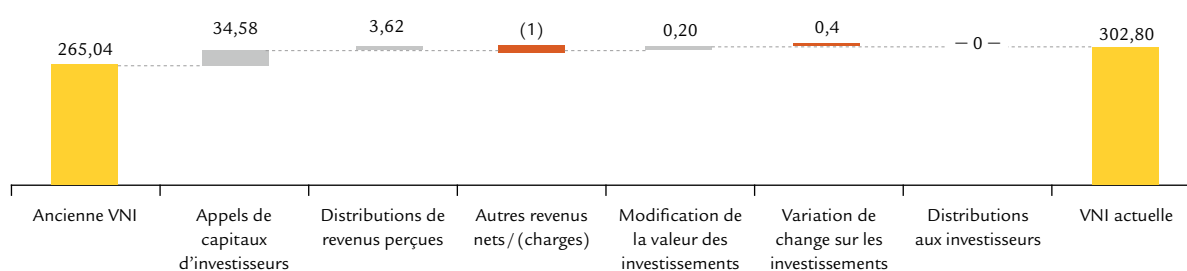 265,04
34,58
3,62
(1)
0,20
0,4
— 0 —
302,80
Ancienne VNI
Appels de
capitaux
d’investisseurs
Distributions de
revenus perçues
Autres revenus
nets / (charges)
Modification de
la valeur des
investissements
Variation de
change sur les
investissements
Distributions
aux investisseurs
VNI actuelle